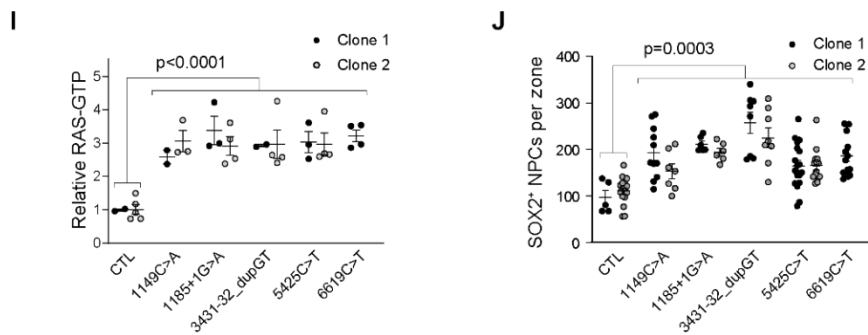 I
Clone 1
Clone 2
p<0.0001
Relative RAS-GTP
5
4
3
2
1
0
CTL
1149C>A
1185+1G>A
3431-32_dupGT
5425C>T
6619C>T
J
Clone 1
Clone 2
p=0.0003
SOX2⁺ NPCs per zone
400
300
200
100
0
CTL
1149C>A
1185+1G>A
3431-32_dupGT
5425C>T
6619C>T